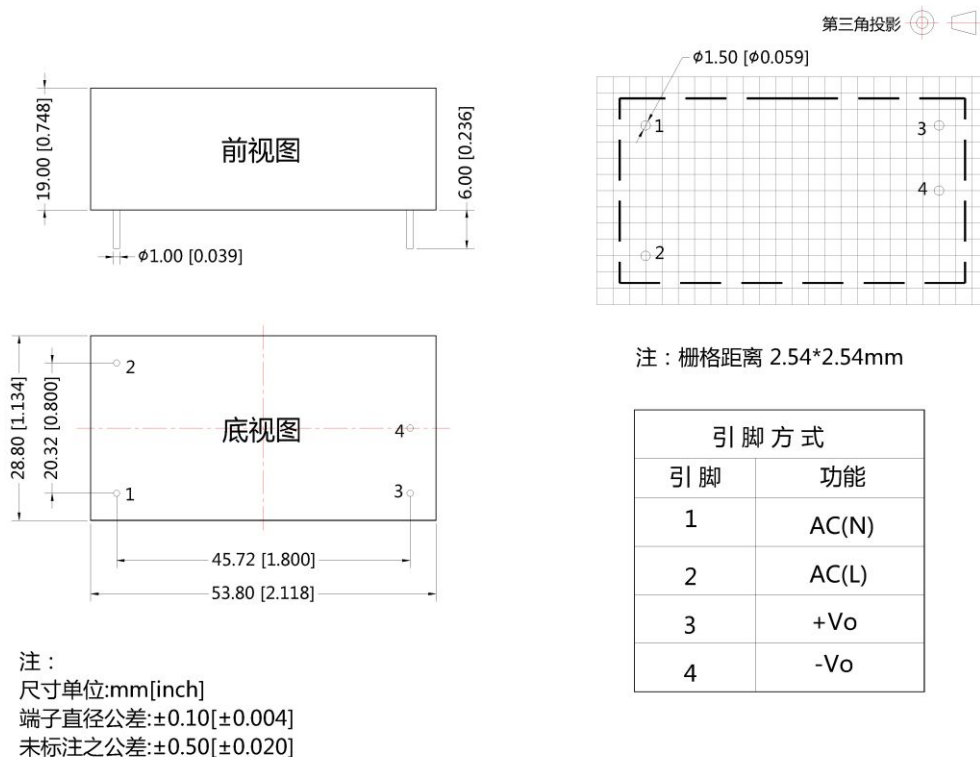 第三角投影
ϕ1.50 [ϕ0.059]
19.00 [0.748]
前视图
6.00 [0.236]
ϕ1.00 [0.039]
1
3
4
2
注：栅格距离 2.54*2.54mm
28.80 [1.134]
20.32 [0.800]
2
底视图
4
1
3
45.72 [1.800]
53.80 [2.118]
引 脚 方 式
引 脚 功能
1 AC(N)
2 AC(L)
3 +Vo
4 -Vo
注：
尺寸单位:mm[inch]
端子直径公差:±0.10[±0.004]
未标注之公差:±0.50[±0.020]